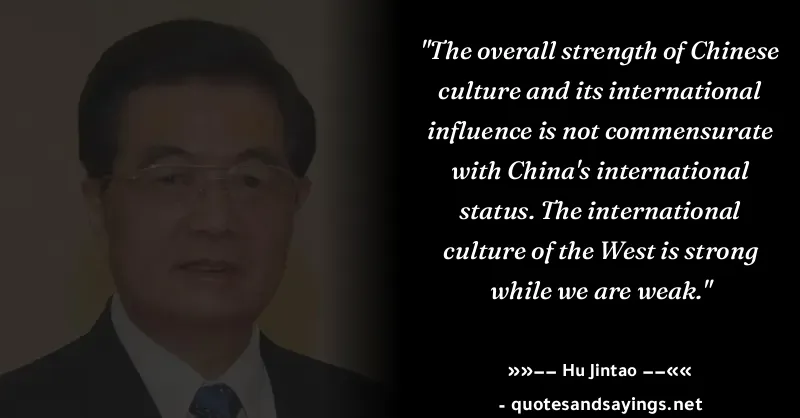 "The overall strength of Chinese
culture and its international
influence is not commensurate
with China's international
status. The international
culture of the West is strong
while we are weak."
»»—— Hu Jintao ——««
- quotesandsayings.net